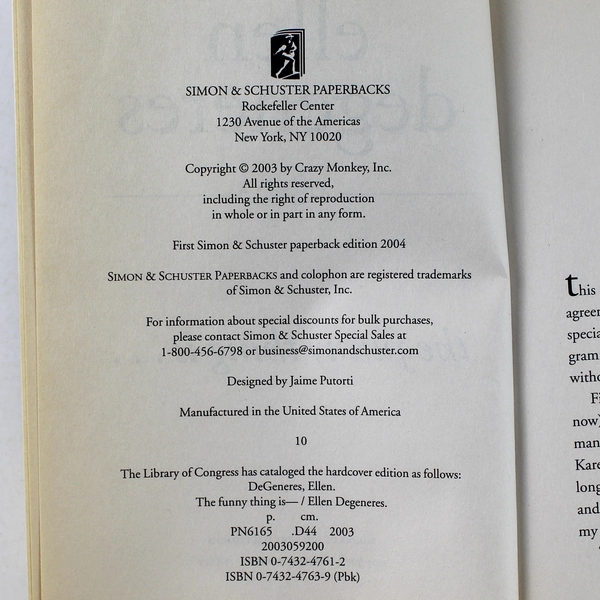 SIMON & SCHUSTER PAPERBACKS
Rockefeller Center
1230 Avenue of the Americas
New York, NY 10020
Copyright © 2003 by Crazy Monkey, Inc.
All rights reserved,
including the right of reproduction
in whole or in part in any form.
First Simon & Schuster paperback edition 2004
SIMON & SCHUSTER PAPERBACKS and colophon are registered trademarks
of Simon & Schuster, Inc.
For information about special discounts for bulk purchases,
please contact Simon & Schuster Special Sales at
1-800-456-6798 or business@simonandschuster.com
Designed by Jaime Putorti
Manufactured in the United States of America
10
The Library of Congress has cataloged the hardcover edition as follows:
DeGeneres, Ellen.
The funny thing is— / Ellen Degeneres.
p. cm.
PN6165 .D44 2003
2003059200
ISBN 0-7432-4761-2
ISBN 0-7432-4763-9 (Pbk)
this
agreer
specia
gram
witho
Fi
now)
man
Kare
long
and
my